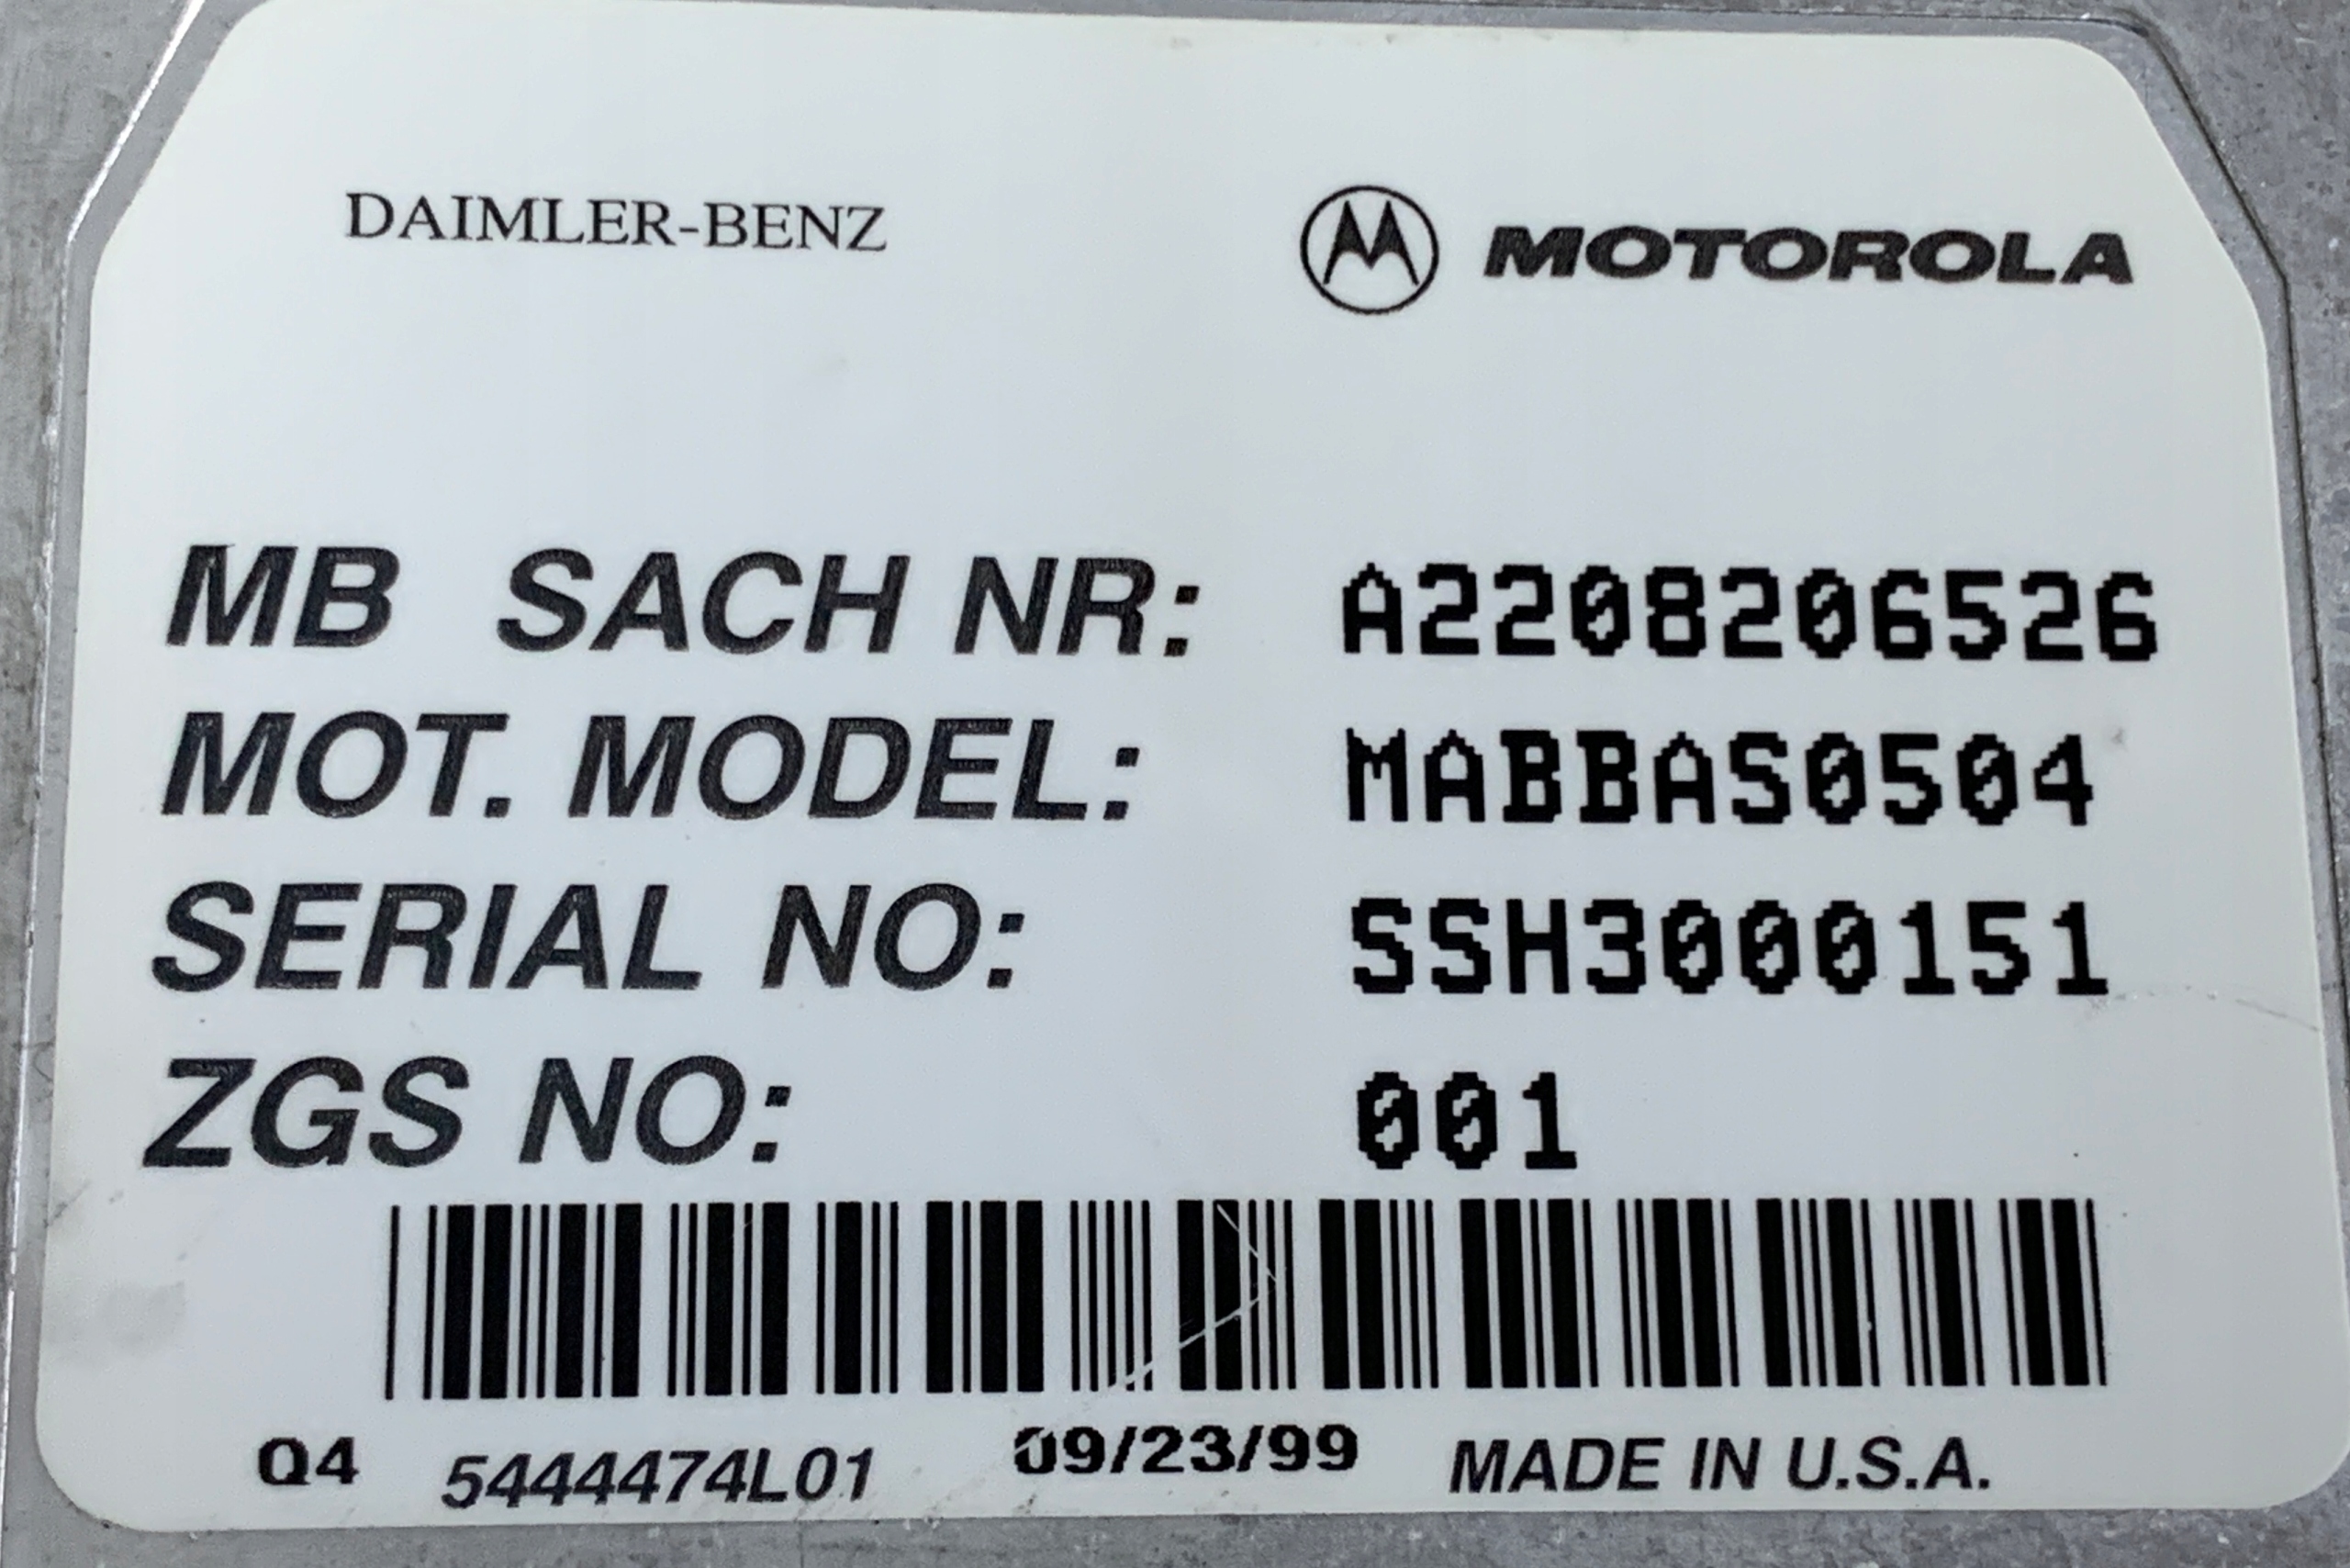 DAIMLER-BENZ MOTOROLA
MB SACH NR: A2208206526
MOT. MODEL: MABBAS0504
SERIAL NO: SSH3000151
ZGS NO: 001
Q4 5444474L01 09/23/99 MADE IN U.S.A.